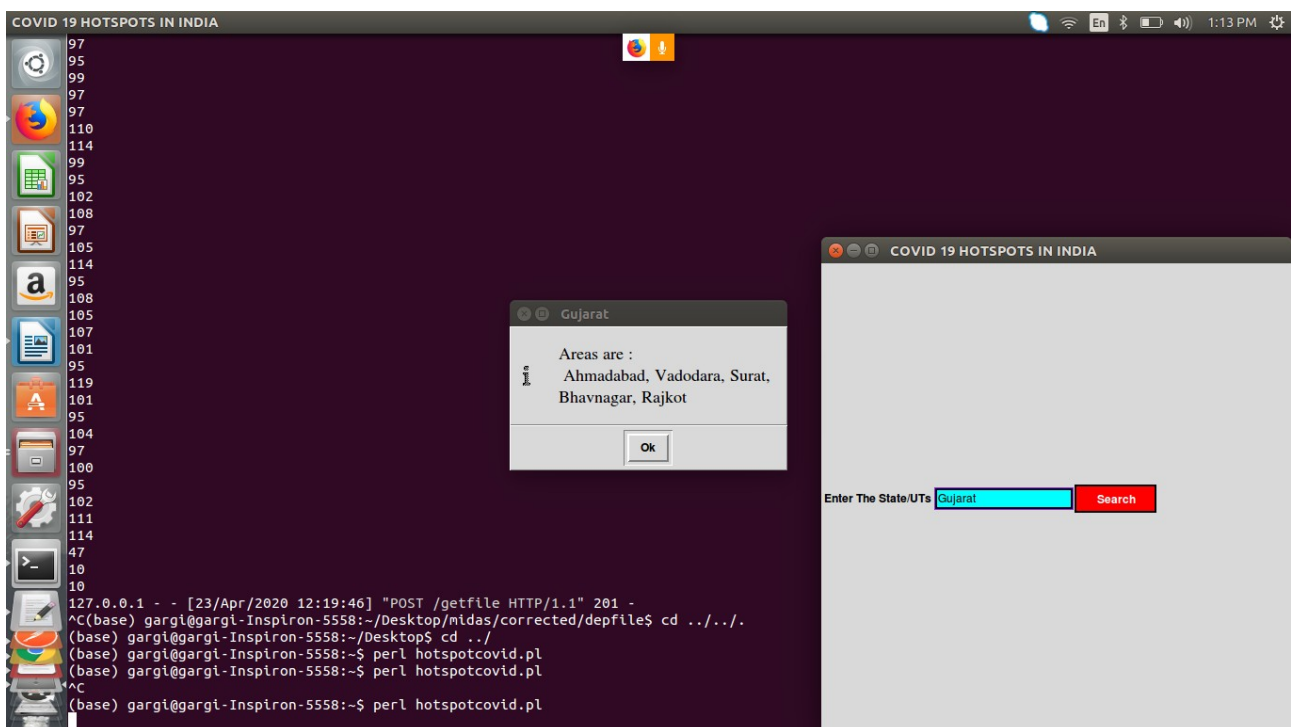 COVID 19 HOTSPOTS IN INDIA
En
1:13 PM
97
95
99
97
97
110
114
99
95
102
108
97
105
114
95
108
105
107
101
95
119
101
95
104
97
100
95
102
111
114
47
10
10
127.0.0.1 - - [23/Apr/2020 12:19:46] "POST /getfile HTTP/1.1" 201 -
^C(base) gargi@gargi-Inspiron-5558:~/Desktop/midas/corrected/depfile$ cd ../../.
(base) gargi@gargi-Inspiron-5558:~/Desktop$ cd ../
(base) gargi@gargi-Inspiron-5558:~$ perl hotspotcovid.pl
(base) gargi@gargi-Inspiron-5558:~$ perl hotspotcovid.pl
^C
(base) gargi@gargi-Inspiron-5558:~$ perl hotspotcovid.pl
Gujarat
Areas are :
Ahmadabad, Vadodara, Surat,
Bhavnagar, Rajkot
Ok
COVID 19 HOTSPOTS IN INDIA
Enter The State/UTs Gujarat Search